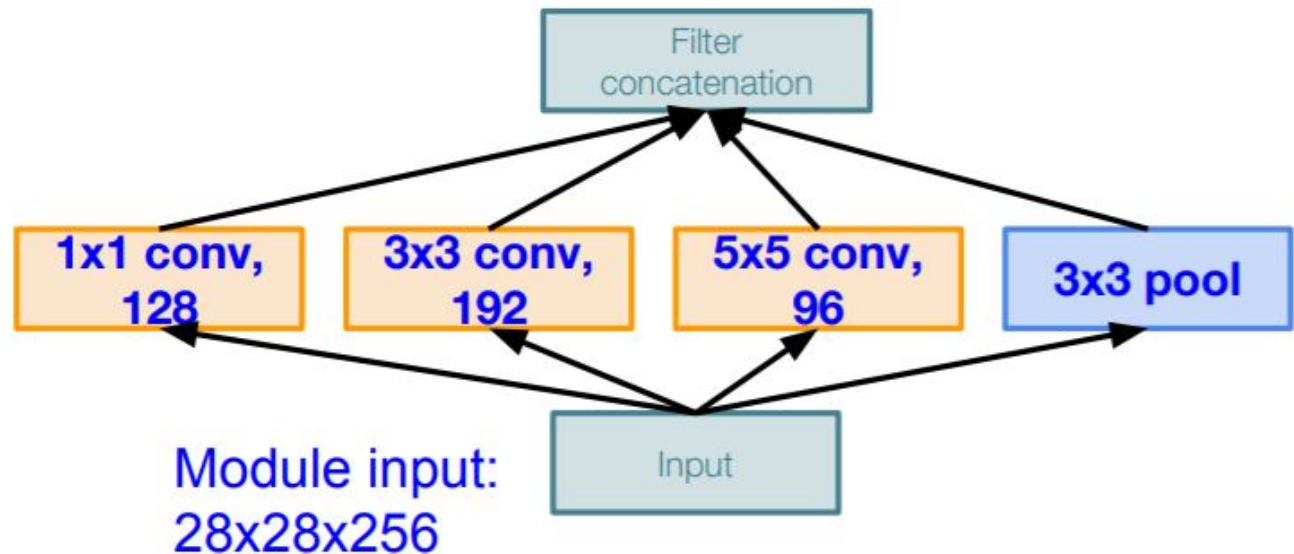 Filter
concatenation
1x1 conv,
128
3x3 conv,
192
5x5 conv,
96
3x3 pool
Input
Module input:
28x28x256